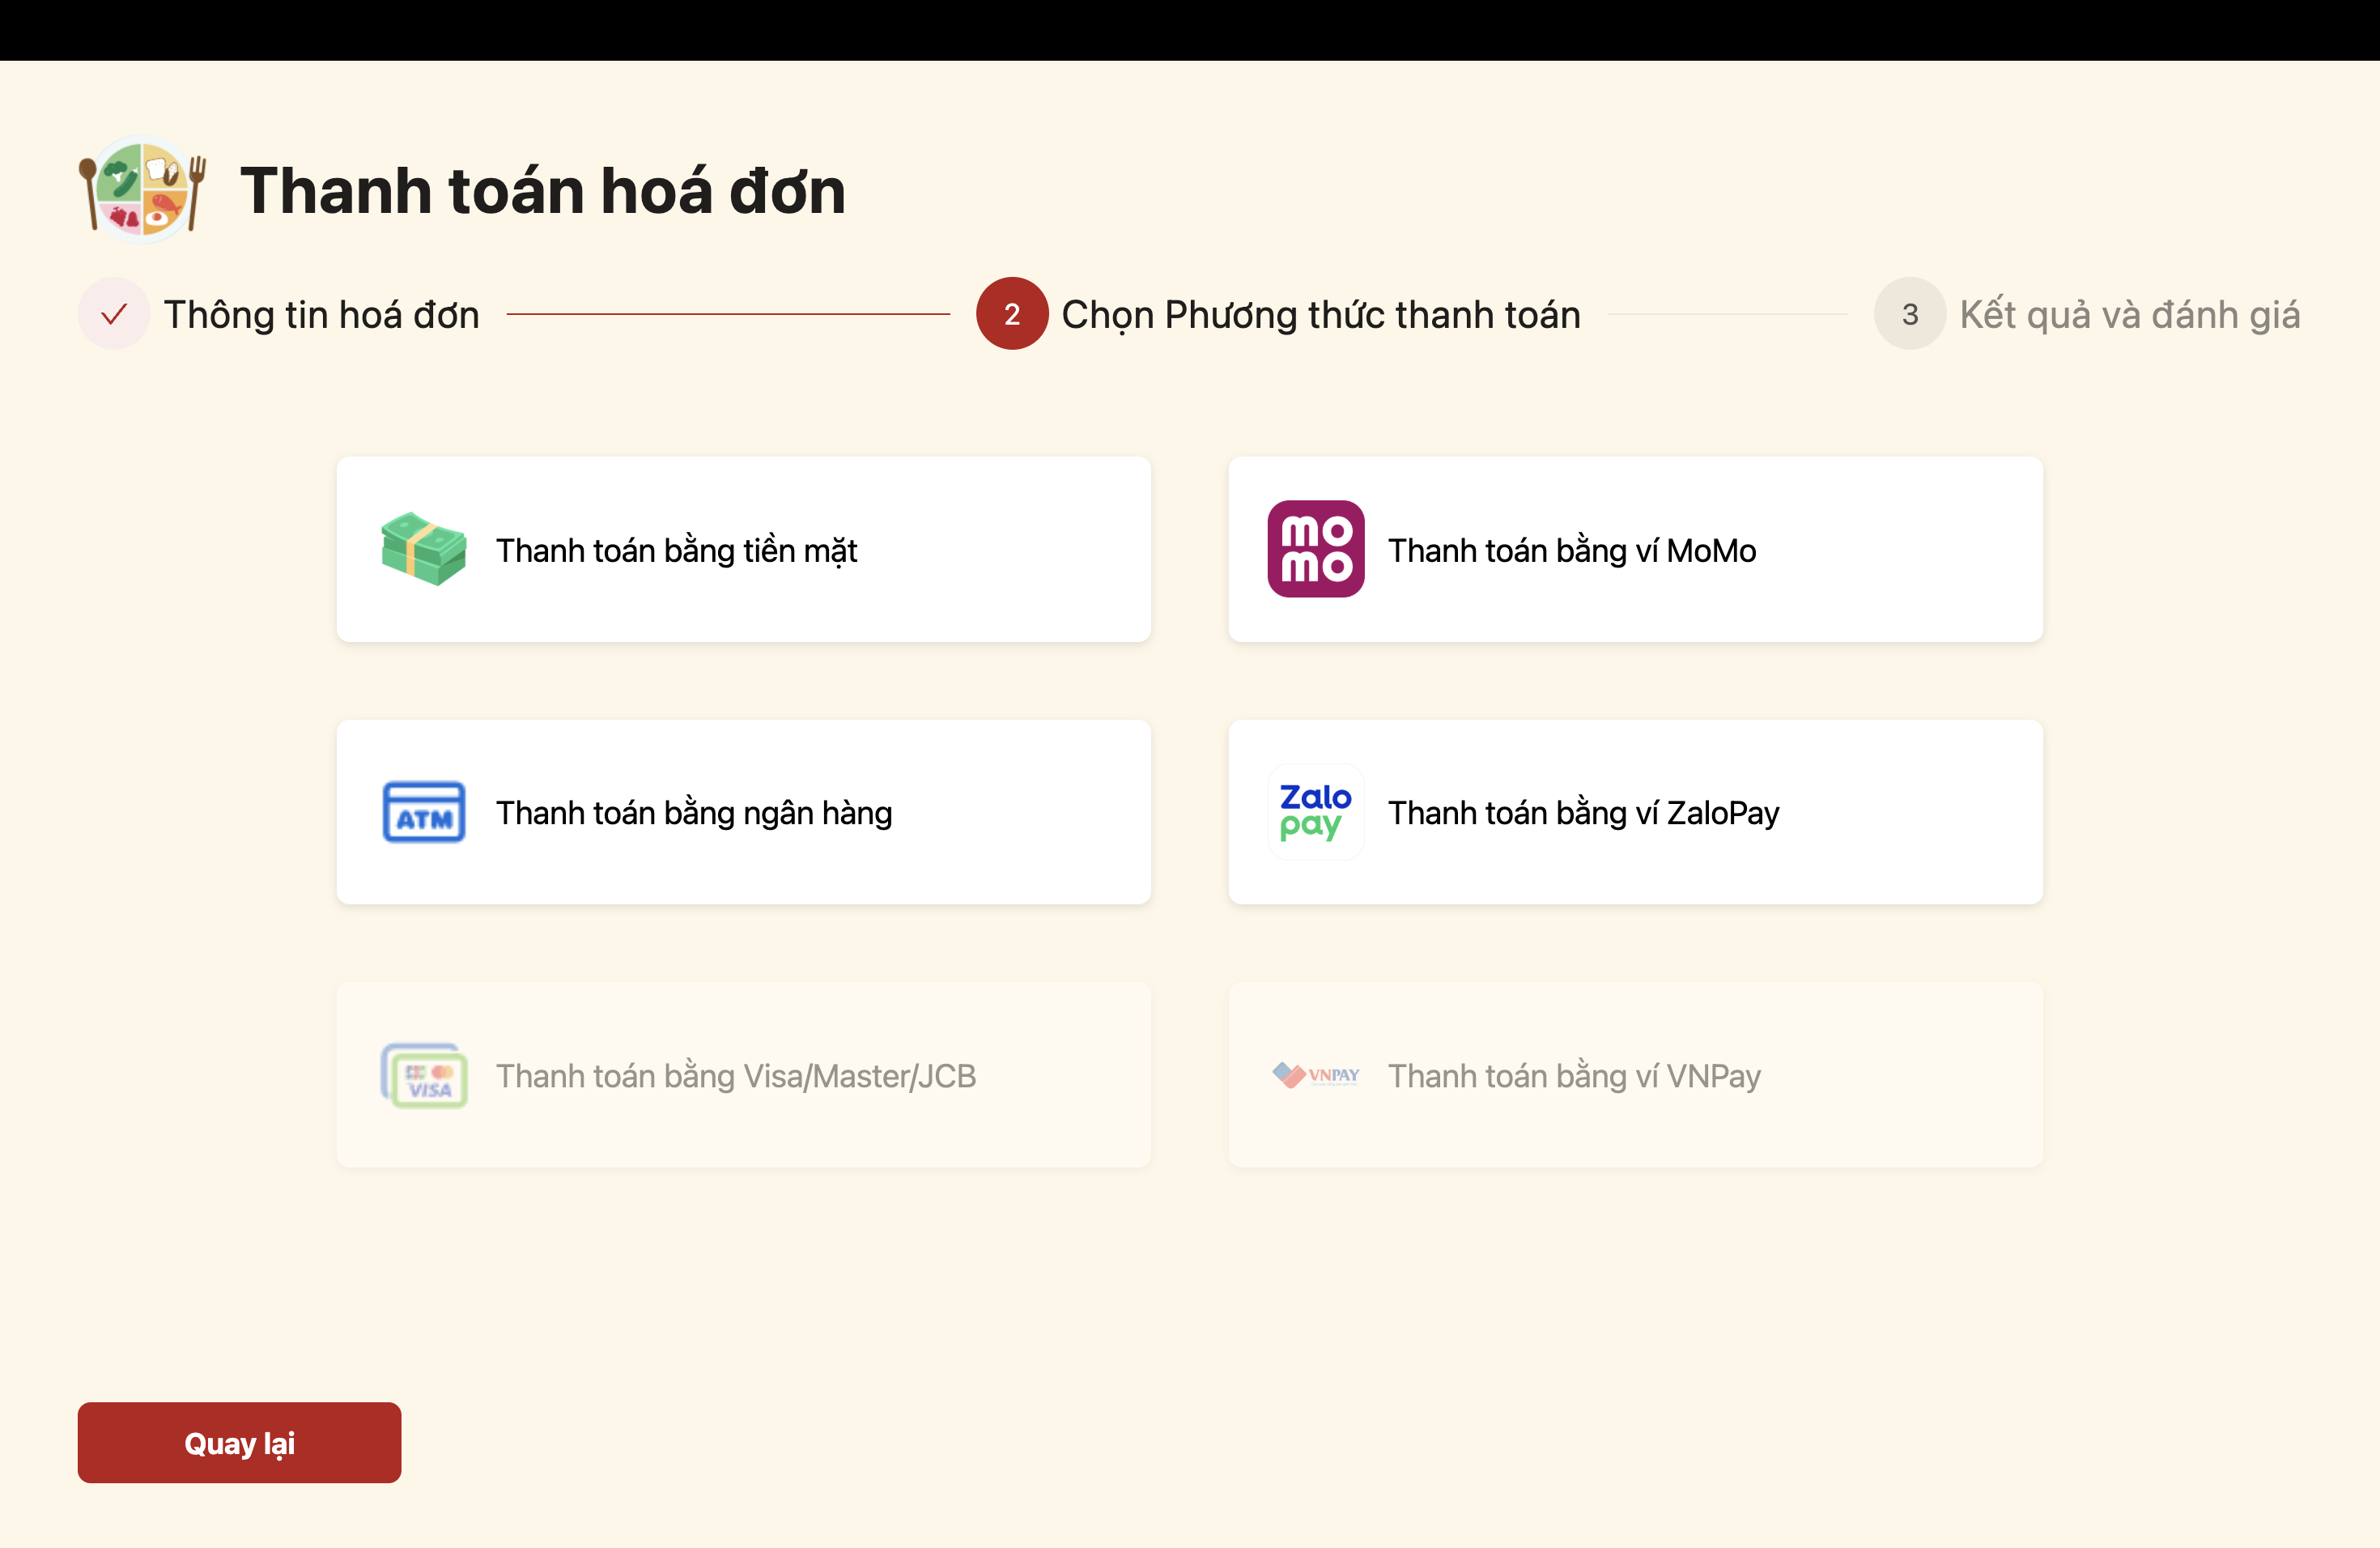 Thanh toán hoá đơn
Thông tin hoá đơn
2 Chọn Phương thức thanh toán
3 Kết quả và đánh giá
Thanh toán bằng tiền mặt
mo
mo
Thanh toán bằng ví MoMo
ATM
Thanh toán bằng ngân hàng
Zalo
pay
Thanh toán bằng ví ZaloPay
VISA
Thanh toán bằng Visa/Master/JCB
VNPAY
Thanh toán bằng ví VNPay
Quay lại